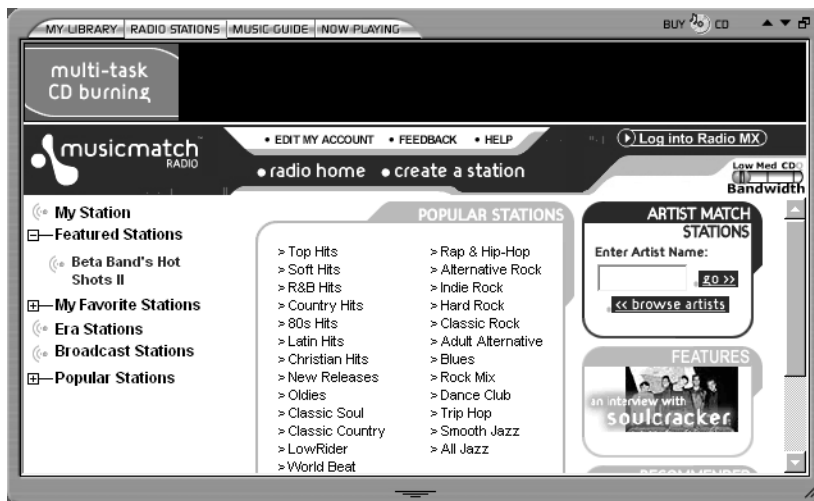 MY LIBRARY RADIO STATIONS MUSIC GUIDE NOW PLAYING
BUY CD
multi-task
CD burning
musicmatch™
RADIO
• EDIT MY ACCOUNT • FEEDBACK • HELP
Log into Radio MX
• radio home • create a station
Low Med CDQ
Bandwidth
My Station
Featured Stations
Beta Band's Hot
Shots II
My Favorite Stations
Era Stations
Broadcast Stations
Popular Stations
POPULAR STATIONS
> Top Hits
> Soft Hits
> R&B Hits
> Country Hits
> 80s Hits
> Latin Hits
> Christian Hits
> New Releases
> Oldies
> Classic Soul
> Classic Country
> LowRider
> World Beat
> Rap & Hip-Hop
> Alternative Rock
> Indie Rock
> Hard Rock
> Classic Rock
> Adult Alternative
> Blues
> Rock Mix
> Dance Club
> Trip Hop
> Smooth Jazz
> All Jazz
ARTIST MATCH
STATIONS
Enter Artist Name:
go >>
<< browse artists
FEATURES
an interview with
soulcracker
RECOMMENDED